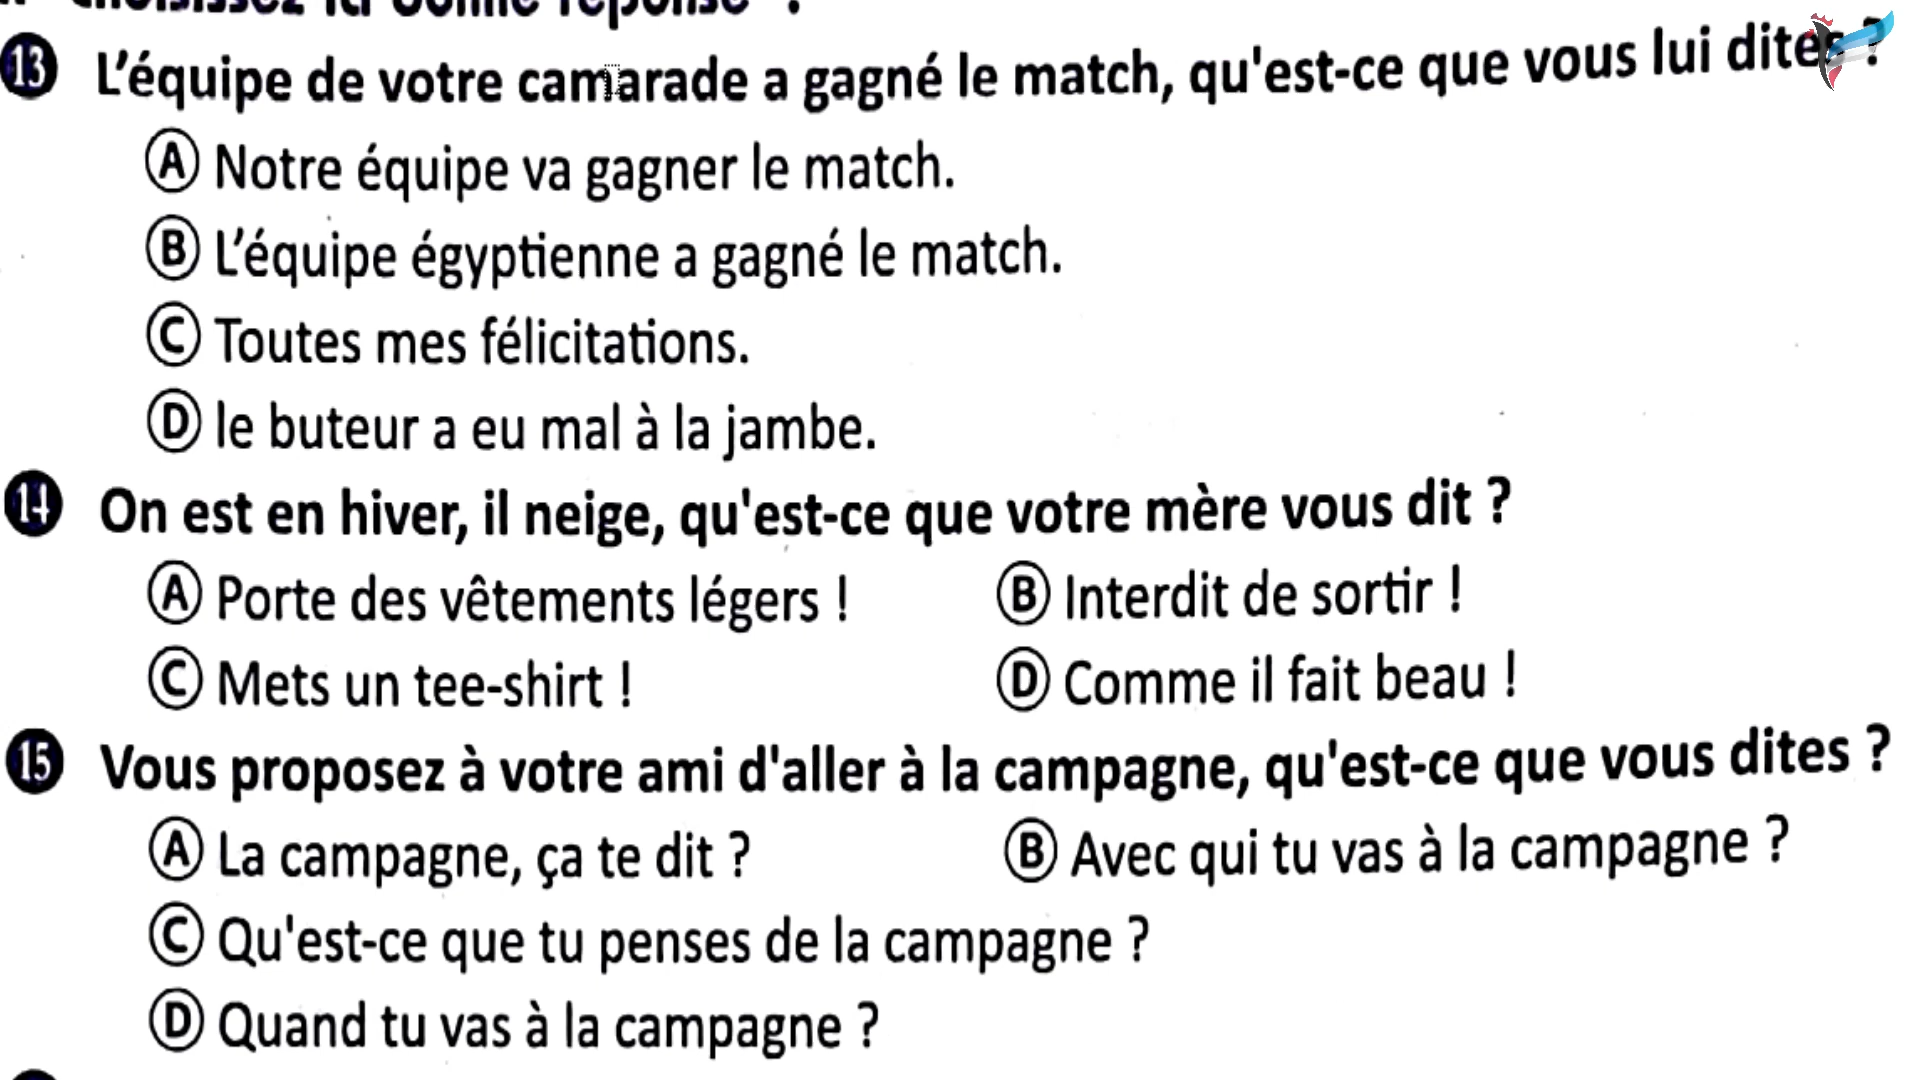 choisissez la bonne réponse :
13 L'équipe de votre camarade a gagné le match, qu'est-ce que vous lui dites ?
A Notre équipe va gagner le match.
B L'équipe égyptienne a gagné le match.
C Toutes mes félicitations.
D le buteur a eu mal à la jambe.
14 On est en hiver, il neige, qu'est-ce que votre mère vous dit ?
A Porte des vêtements légers ! B Interdit de sortir !
C Mets un tee-shirt ! D Comme il fait beau !
15 Vous proposez à votre ami d'aller à la campagne, qu'est-ce que vous dites ?
A La campagne, ça te dit ? B Avec qui tu vas à la campagne ?
C Qu'est-ce que tu penses de la campagne ?
D Quand tu vas à la campagne ?